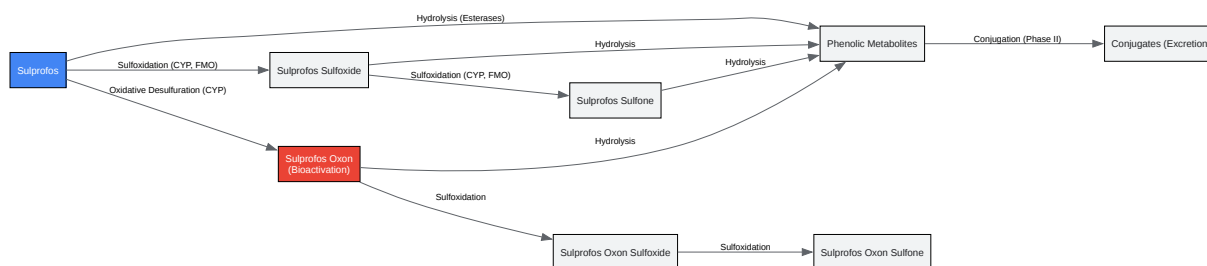 Hydrolysis (Esterases)
Sulprofos
Sulfoxidation (CYP, FMO)
Sulprofos Sulfoxide
Hydrolysis
Phenolic Metabolites
Conjugation (Phase II)
Conjugates (Excretion
Sulfoxidation (CYP, FMO)
Hydrolysis
Oxidative Desulfuration (CYP)
Sulprofos Sulfone
Hydrolysis
Sulprofos Oxon
(Bioactivation)
Sulfoxidation
Sulprofos Oxon Sulfoxide
Sulfoxidation
Sulprofos Oxon Sulfone